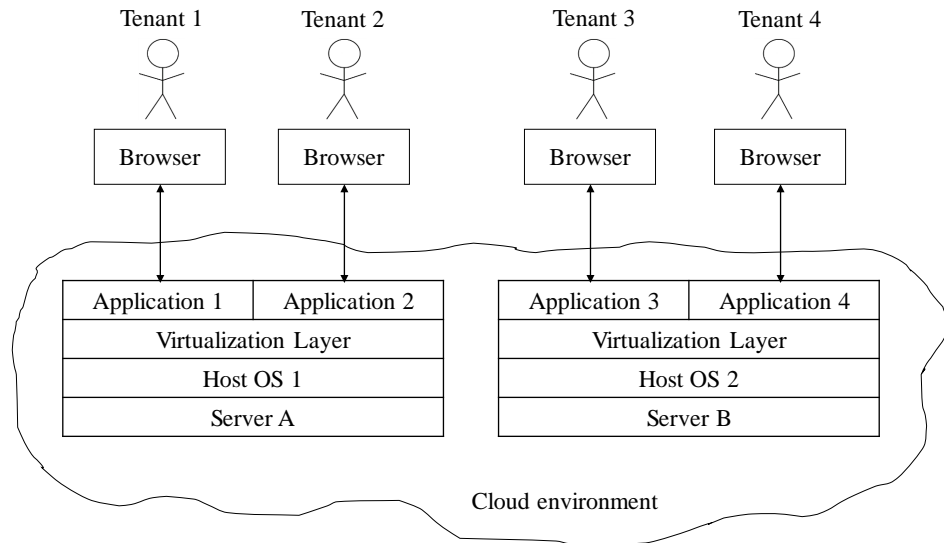 Tenant 1 Tenant 2 Tenant 3 Tenant 4
Browser Browser Browser Browser
Application 1 Application 2 Application 3 Application 4
Virtualization Layer Virtualization Layer
Host OS 1 Host OS 2
Server A Server B
Cloud environment